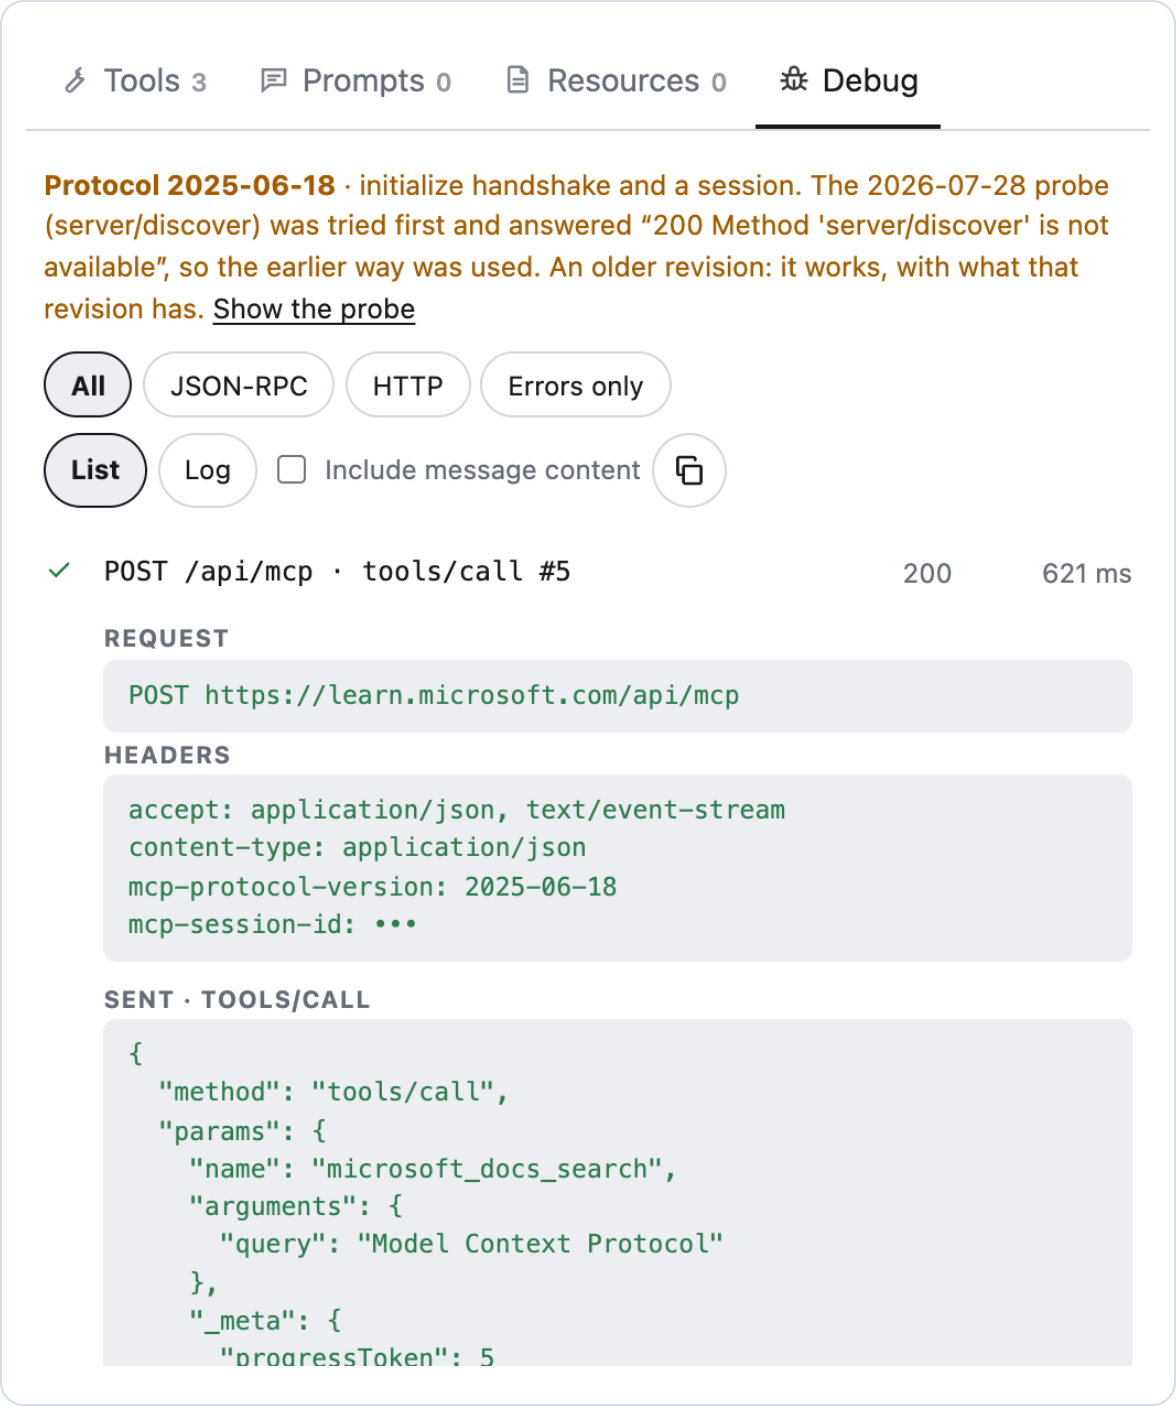 Tools 3 Prompts 0 Resources 0 Debug
Protocol 2025-06-18 · initialize handshake and a session. The 2026-07-28 probe
(server/discover) was tried first and answered “200 Method 'server/discover' is not
available”, so the earlier way was used. An older revision: it works, with what that
revision has. Show the probe
All JSON-RPC HTTP Errors only
List Log Include message content
POST /api/mcp · tools/call #5 200 621 ms
REQUEST
POST https://learn.microsoft.com/api/mcp
HEADERS
accept: application/json, text/event-stream
content-type: application/json
mcp-protocol-version: 2025-06-18
mcp-session-id: •••
SENT · TOOLS/CALL
{
  "method": "tools/call",
  "params": {
    "name": "microsoft_docs_search",
    "arguments": {
      "query": "Model Context Protocol"
    },
    "_meta": {
      "progressToken": 5